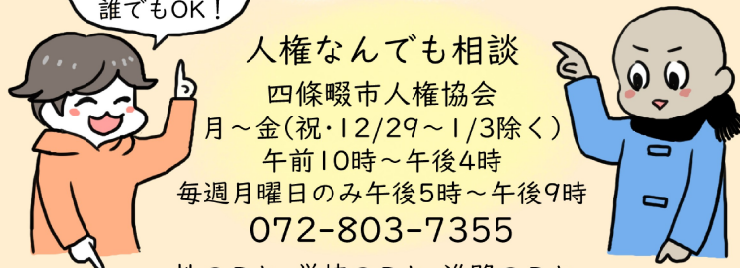 誰でもOK！
人権なんでも相談
四條畷市人権協会
月～金(祝・12/29～1/3除く)
午前10時～午後4時
毎週月曜日のみ午後5時～午後9時
072-803-7355